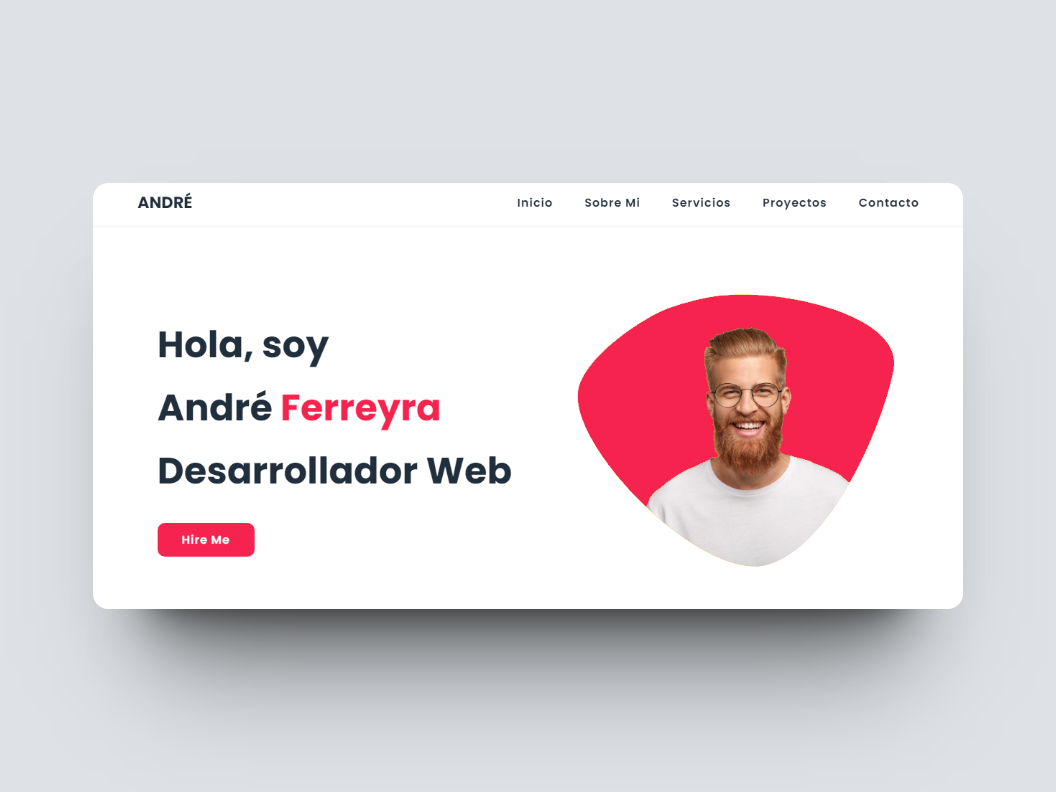 ANDRÉ
Inicio Sobre Mi Servicios Proyectos Contacto
Hola, soy
André Ferreyra
Desarrollador Web
Hire Me